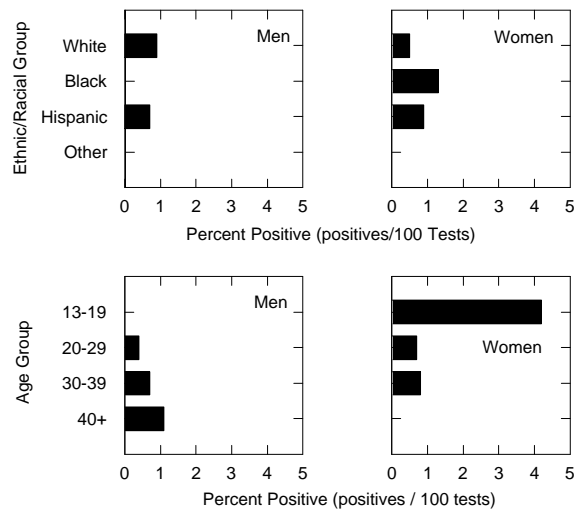 Ethnic/Racial Group
White
Black
Hispanic
Other
Men
Women
0 1 2 3 4 5
0 1 2 3 4 5
Percent Positive (positives/100 Tests)
Age Group
13-19
20-29
30-39
40+
Men
Women
0 1 2 3 4 5
0 1 2 3 4 5
Percent Positive (positives / 100 tests)